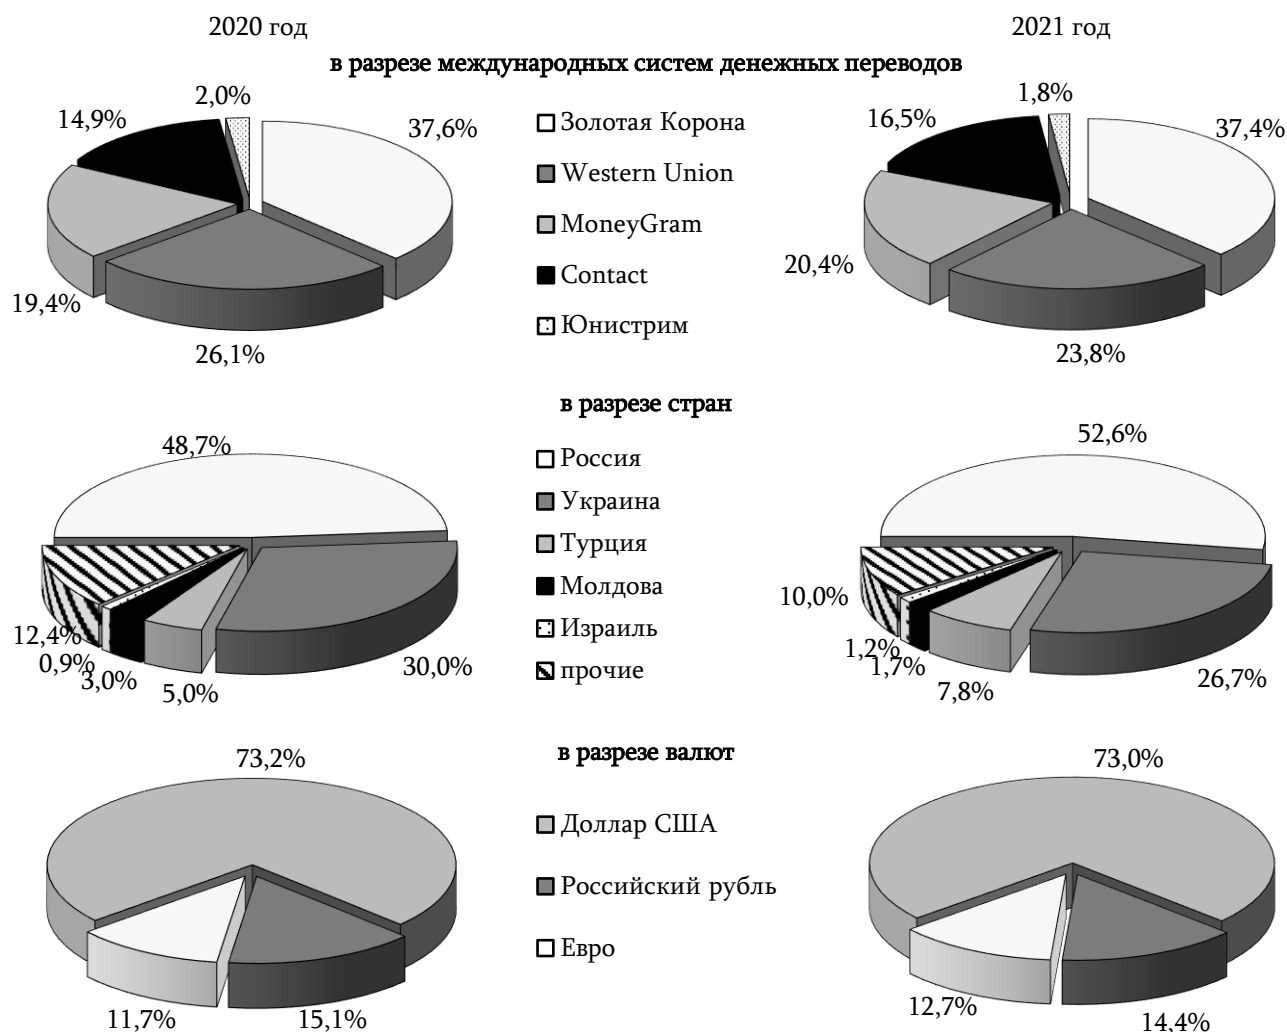 2020 год
2021 год
в разрезе международных систем денежных переводов
2,0%
14,9%
37,6%
19,4%
26,1%
Золотая Корона
Western Union
MoneyGram
Contact
Юнистрим
1,8%
16,5%
37,4%
20,4%
23,8%
в разрезе стран
48,7%
12,4%
0,9%
3,0%
5,0%
30,0%
Россия
Украина
Турция
Молдова
Израиль
прочие
52,6%
10,0%
1,2%
1,7%
7,8%
26,7%
в разрезе валют
73,2%
11,7%
15,1%
Доллар США
Российский рубль
Евро
73,0%
12,7%
14,4%